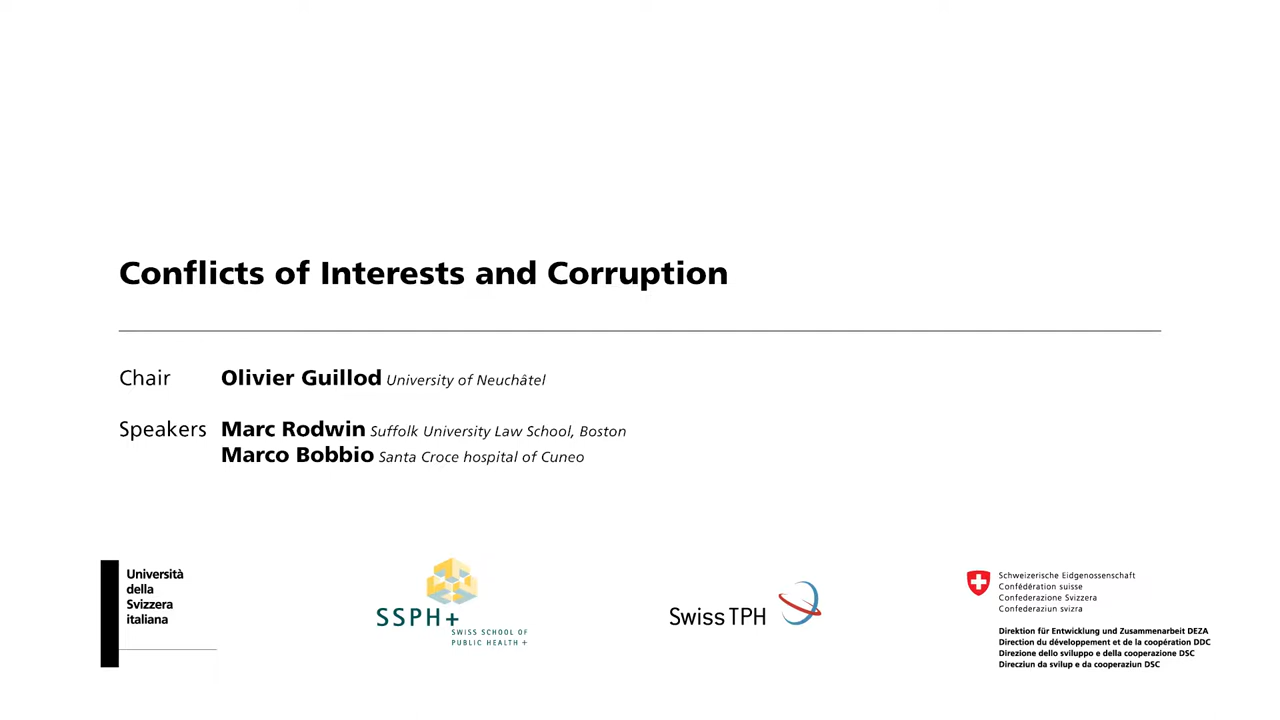 Conflicts of Interests and Corruption
Chair Olivier Guillod University of Neuchâtel
Speakers Marc Rodwin Suffolk University Law School, Boston
Marco Bobbio Santa Croce hospital of Cuneo
Università
della
Svizzera
italiana
SSPH+
SWISS SCHOOL OF
PUBLIC HEALTH +
Swiss TPH
Schweizerische Eidgenossenschaft
Confédération suisse
Confederazione Svizzera
Confederaziun svizra
Direktion für Entwicklung und Zusammenarbeit DEZA
Direction du développement et de la coopération DDC
Direzione dello sviluppo e della cooperazione DSC
Direcziun da svilup e da cooperaziun DSC